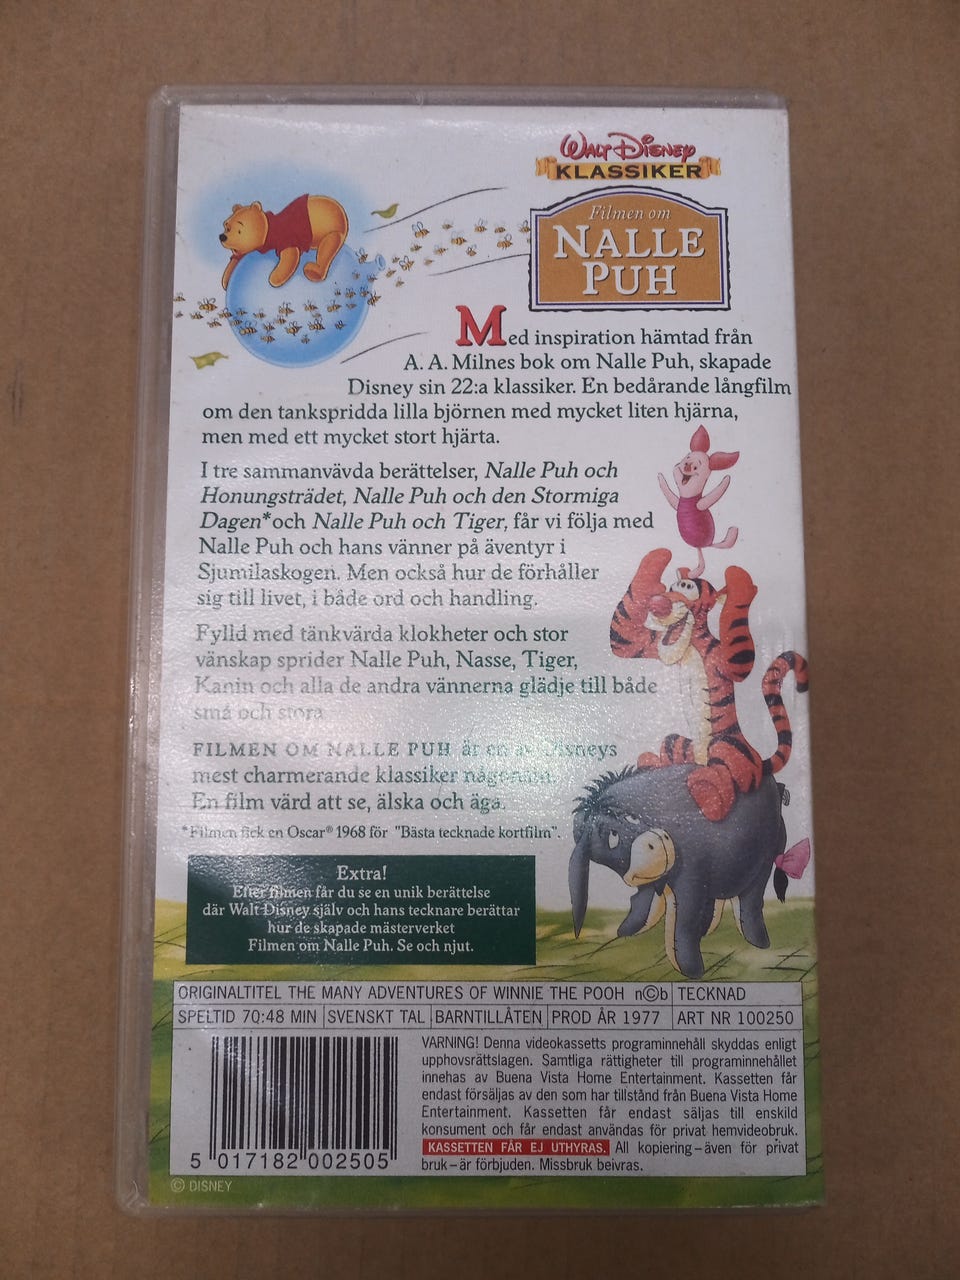 WALT DISNEY
KLASSIKER
Filmen om
NALLE
PUH
Med inspiration hämtad från
A. A. Milnes bok om Nalle Puh, skapade
Disney sin 22:a klassiker. En bedårande långfilm
om den tankspridda lilla björnen med mycket liten hjärna,
men med ett mycket stort hjärta.
I tre sammanvävda berättelser, Nalle Puh och
Honungsträdet, Nalle Puh och den Stormiga
Dagen* och Nalle Puh och Tiger, får vi följa med
Nalle Puh och hans vänner på äventyr i
Sjumilaskogen. Men också hur de förhåller
sig till livet, i både ord och handling.
Fylld med tänkvärda klokheter och stor
vänskap sprider Nalle Puh, Nasse, Tiger,
Kanin och alla de andra vännerna glädje till både
små och stora
FILMEN OM NALLE PUH är en av Disneys
mest charmerande klassiker någonsin.
En film värd att se, älska och äga.
*Filmen fick en Oscar® 1968 för "Bästa tecknade kortfilm".
Extra!
Efter filmen får du se en unik berättelse
där Walt Disney själv och hans tecknare berättar
hur de skapade mästerverket
Filmen om Nalle Puh. Se och njut.
ORIGINALTITEL THE MANY ADVENTURES OF WINNIE THE POOH n©b TECKNAD
SPELTID 70:48 MIN SVENSKT TAL BARNTILLÅTEN PROD ÅR 1977 ART NR 100250
VARNING! Denna videokassetts programinnehåll skyddas enligt
upphovsrättslagen. Samtliga rättigheter till programinnehållet
innehas av Buena Vista Home Entertainment. Kassetten får
endast försäljas av den som har tillstånd från Buena Vista Home
Entertainment. Kassetten får endast säljas till enskild
konsument och får endast användas för privat hemvideobruk.
KASSETTEN FÅR EJ UTHYRAS. All kopiering – även för privat
bruk – är förbjuden. Missbruk beivras.
5 017182 002505
© DISNEY